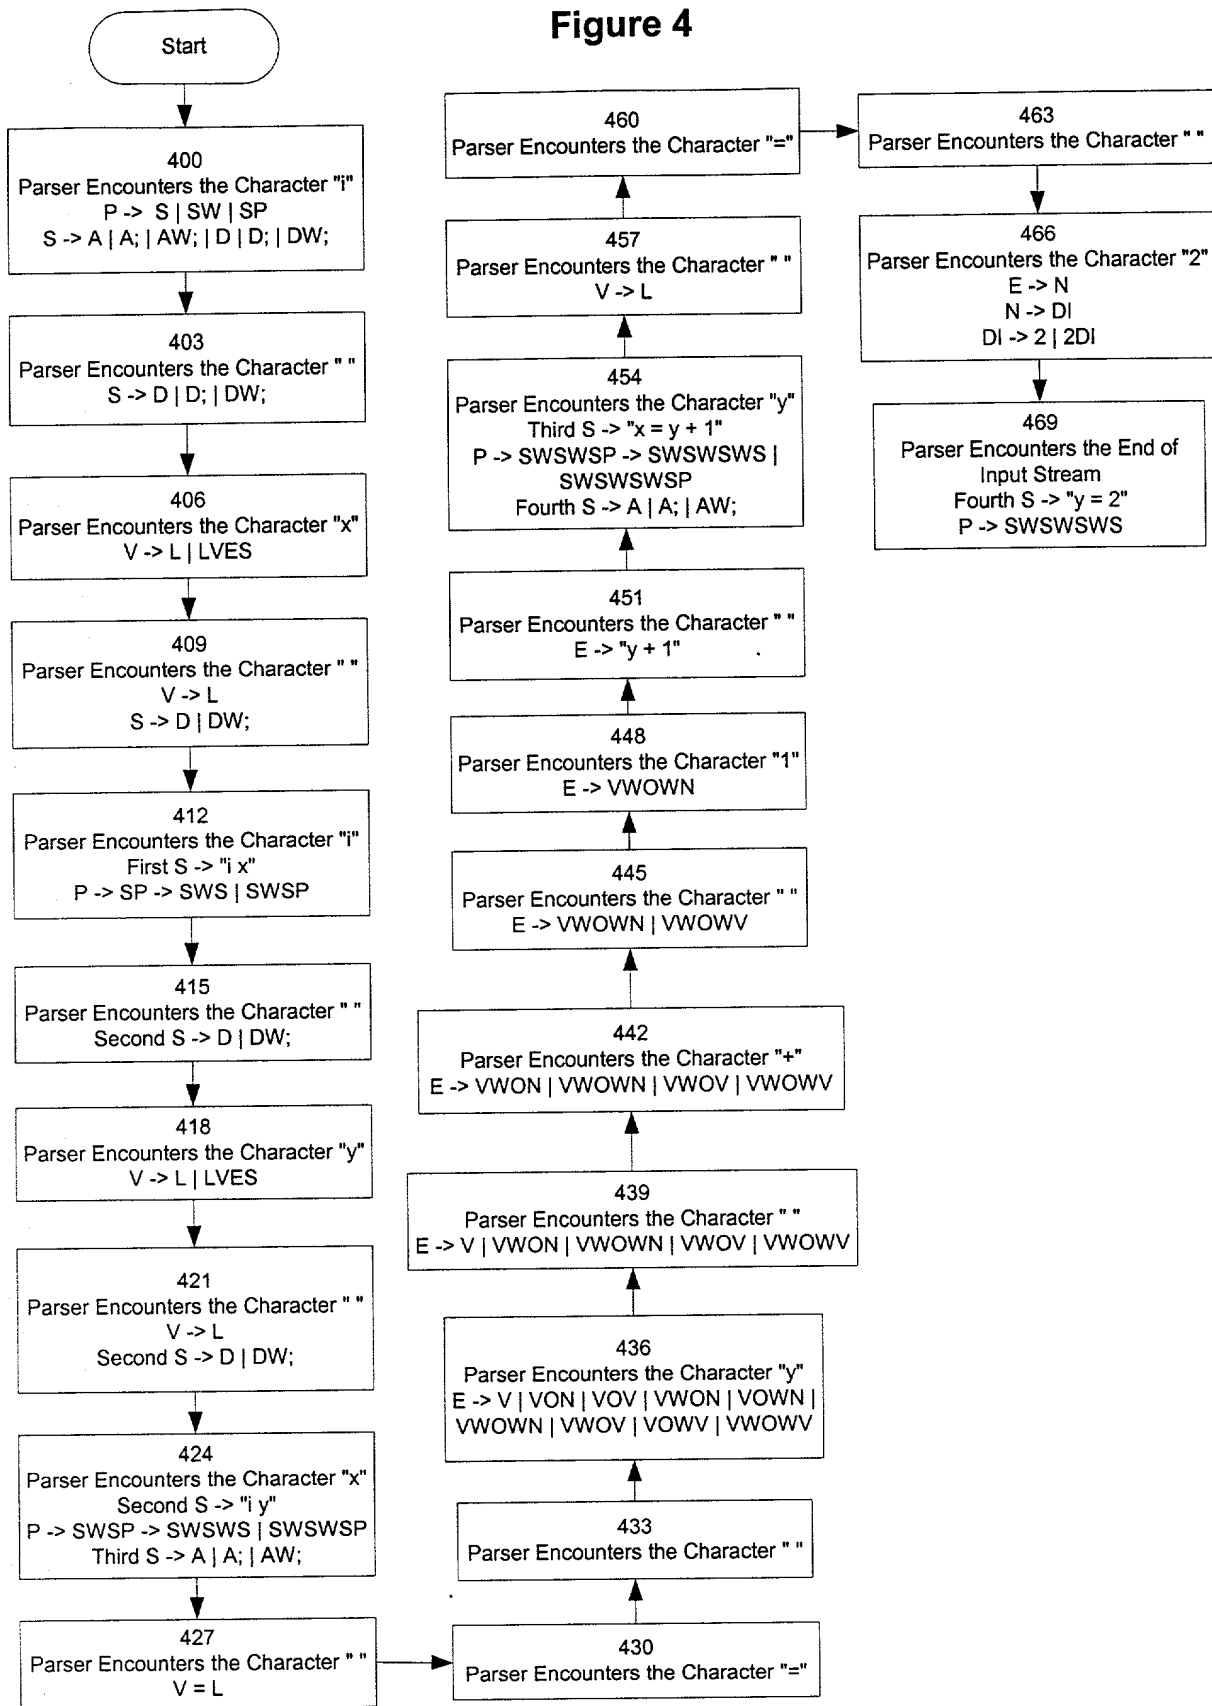 Figure 4
Start
400
Parser Encounters the Character "i"
P -> S | SW | SP
S -> A | A; | AW; | D | D; | DW;
403
Parser Encounters the Character " "
S -> D | D; | DW;
406
Parser Encounters the Character "x"
V -> L | LVES
409
Parser Encounters the Character " "
V -> L
S -> D | DW;
412
Parser Encounters the Character "i"
First S -> "i x"
P -> SP -> SWS | SWSP
415
Parser Encounters the Character " "
Second S -> D | DW;
418
Parser Encounters the Character "y"
V -> L | LVES
421
Parser Encounters the Character " "
V -> L
Second S -> D | DW;
424
Parser Encounters the Character "x"
Second S -> "i y"
P -> SWSP -> SWSWS | SWSWSP
Third S -> A | A; | AW;
427
Parser Encounters the Character " "
V = L
430
Parser Encounters the Character "="
433
Parser Encounters the Character " "
436
Parser Encounters the Character "y"
E -> V | VON | VOV | VWON | VOWN |
VWOWN | VWOV | VOWV | VWOWV
439
Parser Encounters the Character " "
E -> V | VWON | VWOWN | VWOV | VWOWV
442
Parser Encounters the Character "+"
E -> VWON | VWOWN | VWOV | VWOWV
445
Parser Encounters the Character " "
E -> VWOWN | VWOWV
448
Parser Encounters the Character "1"
E -> VWOWN
451
Parser Encounters the Character " "
E -> "y + 1"
454
Parser Encounters the Character "y"
Third S -> "x = y + 1"
P -> SWSWSP -> SWSWSWS |
SWSWSWSP
Fourth S -> A | A; | AW;
457
Parser Encounters the Character " "
V -> L
460
Parser Encounters the Character "="
463
Parser Encounters the Character " "
466
Parser Encounters the Character "2"
E -> N
N -> DI
DI -> 2 | 2DI
469
Parser Encounters the End of
Input Stream
Fourth S -> "y = 2"
P -> SWSWSWS